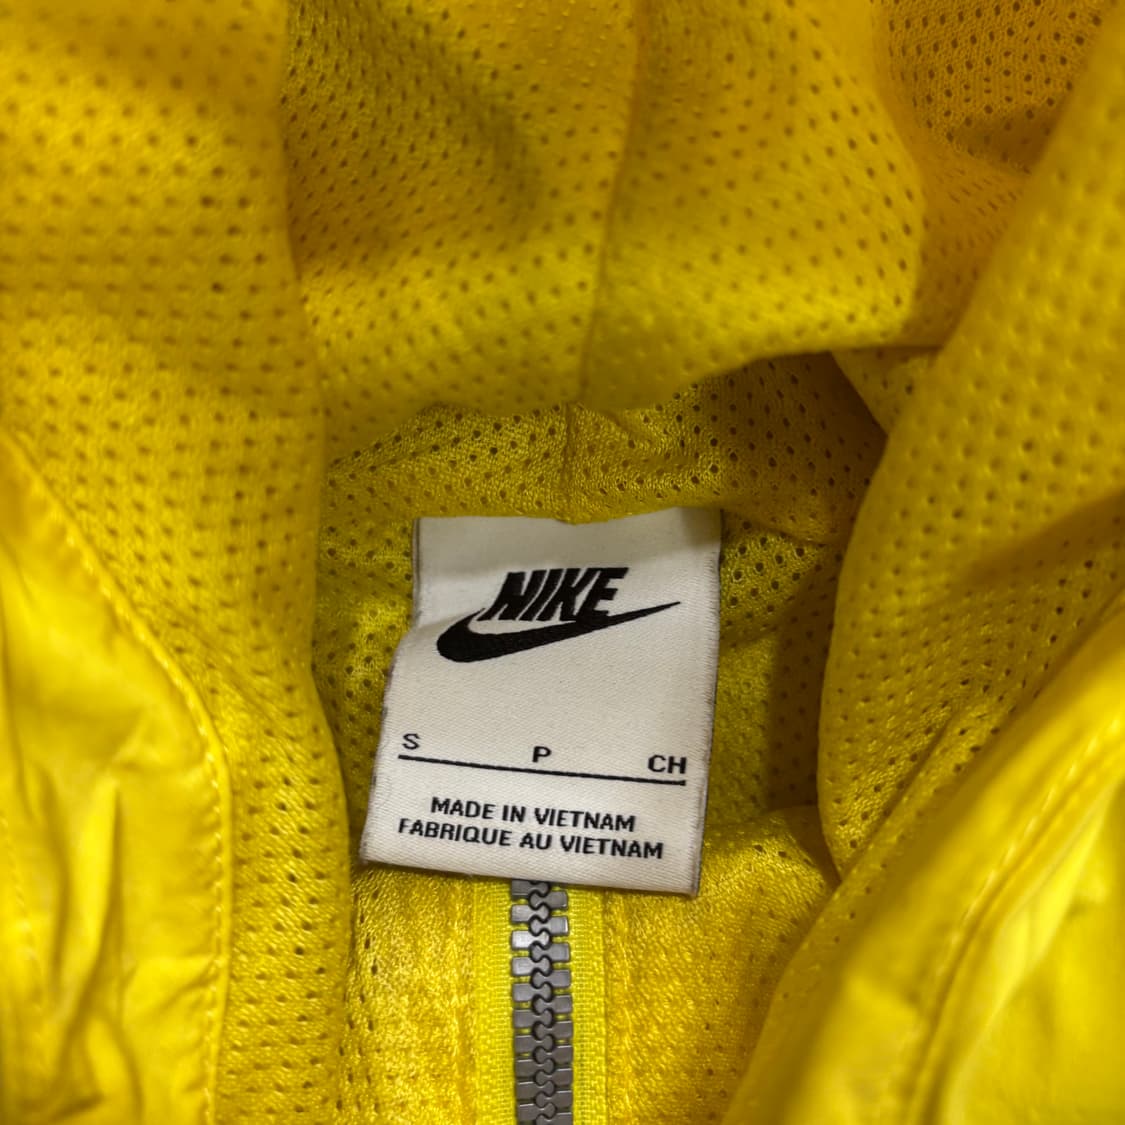 NIKE
S P CH
MADE IN VIETNAM
FABRIQUE AU VIETNAM